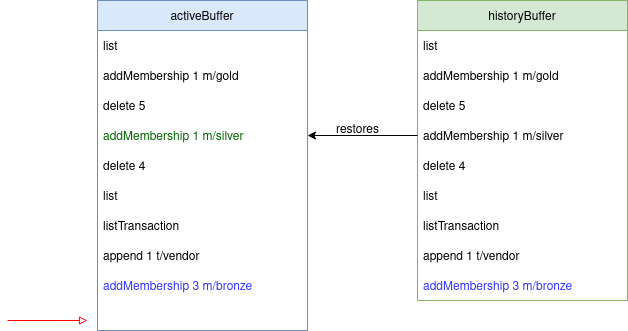 activeBuffer
list
addMembership 1 m/gold
delete 5
addMembership 1 m/silver
delete 4
list
listTransaction
append 1 t/vendor
addMembership 3 m/bronze
restores
historyBuffer
list
addMembership 1 m/gold
delete 5
addMembership 1 m/silver
delete 4
list
listTransaction
append 1 t/vendor
addMembership 3 m/bronze